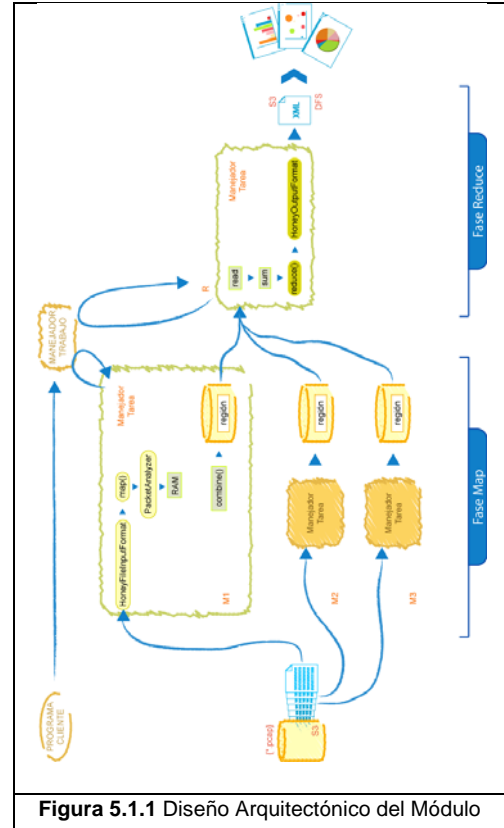 PROGRAMA
CLIENTE
MANEJADOR
TRABAJO
{*.pcap}
S3
M1
HoneyFileInputFormat
map()
PacketAnalyzer
RAM
combine()
Manejador
Tarea
región
M2
Manejador
Tarea
región
M3
Manejador
Tarea
región
R
Manejador
Tarea
read
sum
reduce()
HoneyOutputFormat
S3
XML
DFS
Fase Map
Fase Reduce
Figura 5.1.1 Diseño Arquitectónico del Módulo